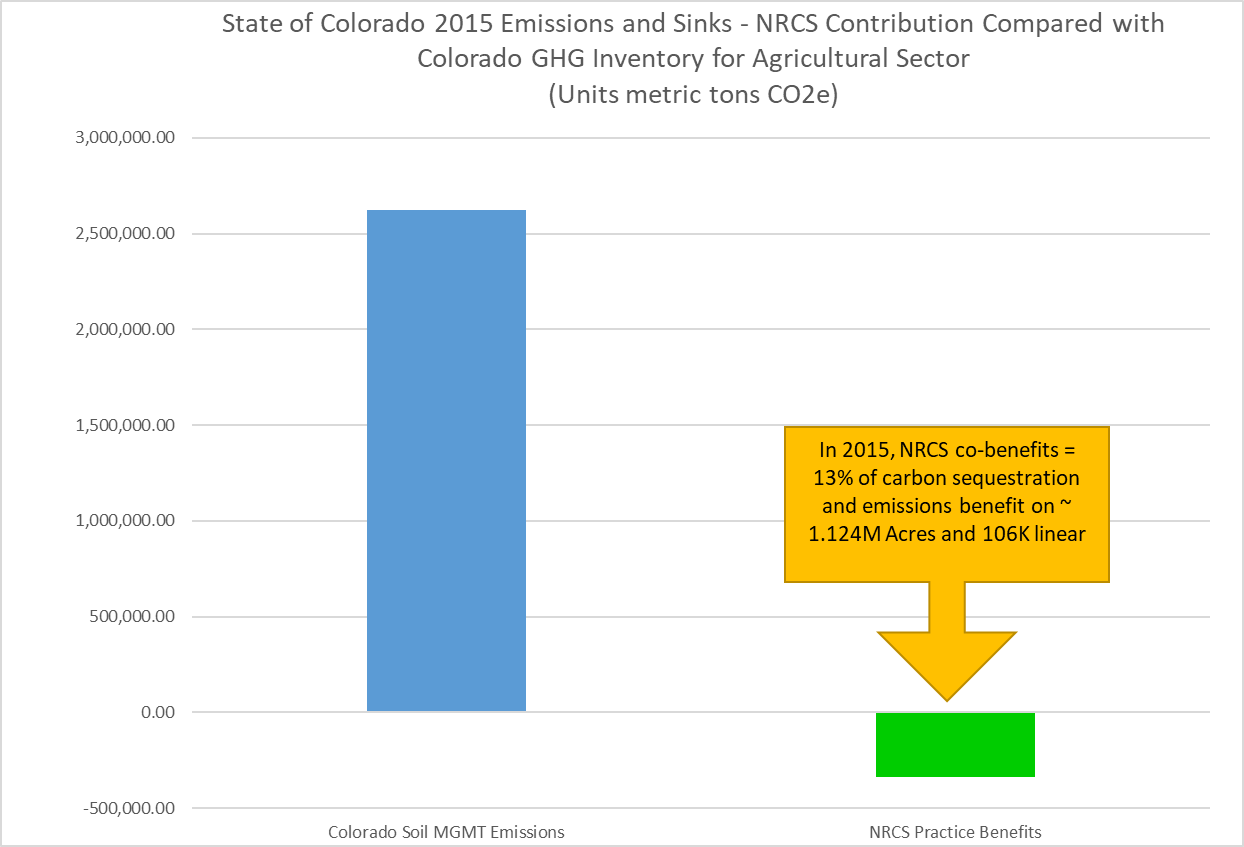 State of Colorado 2015 Emissions and Sinks - NRCS Contribution Compared with
Colorado GHG Inventory for Agricultural Sector
(Units metric tons CO2e)
3,000,000.00
2,500,000.00
2,000,000.00
1,500,000.00
1,000,000.00
500,000.00
0.00
-500,000.00
In 2015, NRCS co-benefits =
13% of carbon sequestration
and emissions benefit on ~
1.124M Acres and 106K linear
Colorado Soil MGMT Emissions
NRCS Practice Benefits